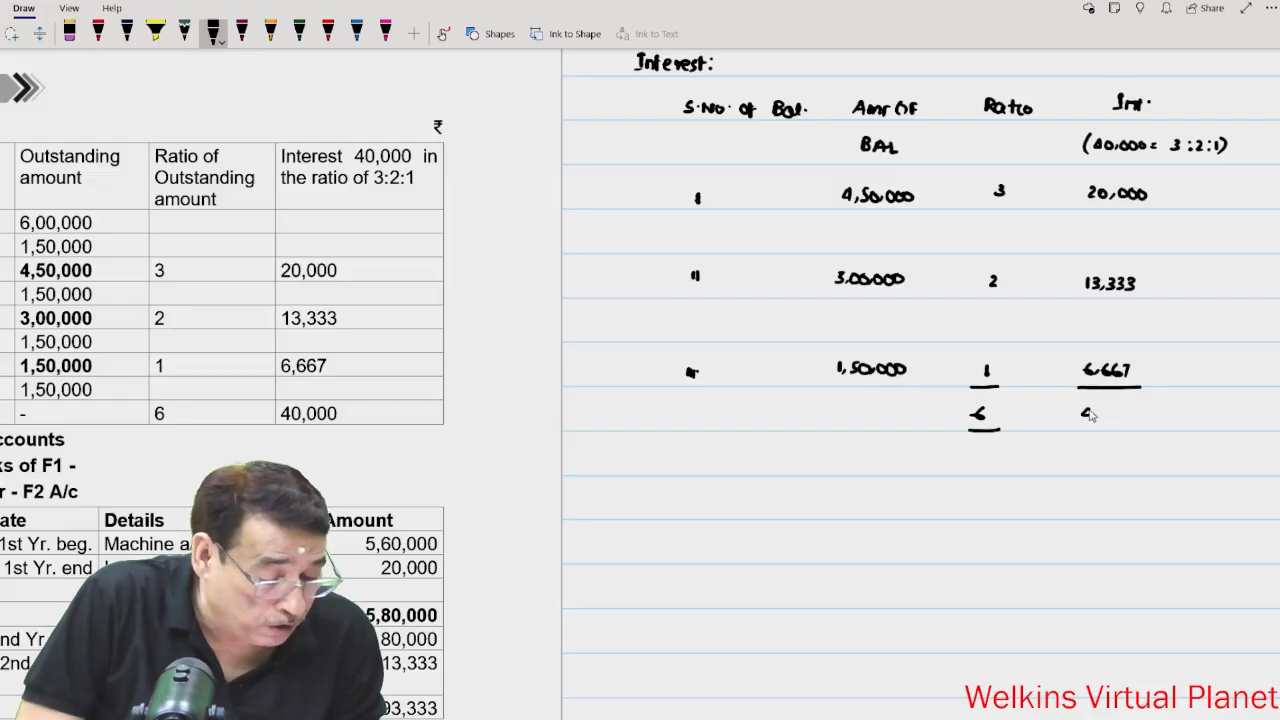 Draw View Help
Share
Shapes Ink to Shape Ink to Text
₹
Outstanding amount Ratio of Outstanding amount Interest 40,000 in the ratio of 3:2:1
6,00,000
1,50,000
4,50,000 3 20,000
1,50,000
3,00,000 2 13,333
1,50,000
1,50,000 1 6,667
1,50,000
- 6 40,000
ccounts
ks of F1 -
r - F2 A/c
ate Details Amount
1st Yr. beg. Machine a/ 5,60,000
1st Yr. end 20,000
5,80,000
nd Yr 80,000
2nd 13,333
93,333
Interest:
S.No. of Bal. Amt OF Ratio Int.
BAL (40,000 = 3:2:1)
I 4,50,000 3 20,000
II 3,00,000 2 13,333
1,50,000 1 6,667
6 4
Welkins Virtual Planet